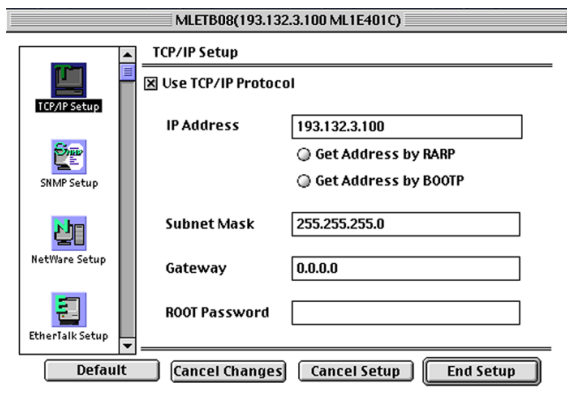 MLETB08(193.132.3.100 ML1E401C)
TCP/IP Setup
SNMP Setup
NetWare Setup
EtherTalk Setup
TCP/IP Setup
Use TCP/IP Protocol
IP Address 193.132.3.100
Get Address by RARP
Get Address by BOOTP
Subnet Mask 255.255.255.0
Gateway 0.0.0.0
ROOT Password
Default Cancel Changes Cancel Setup End Setup